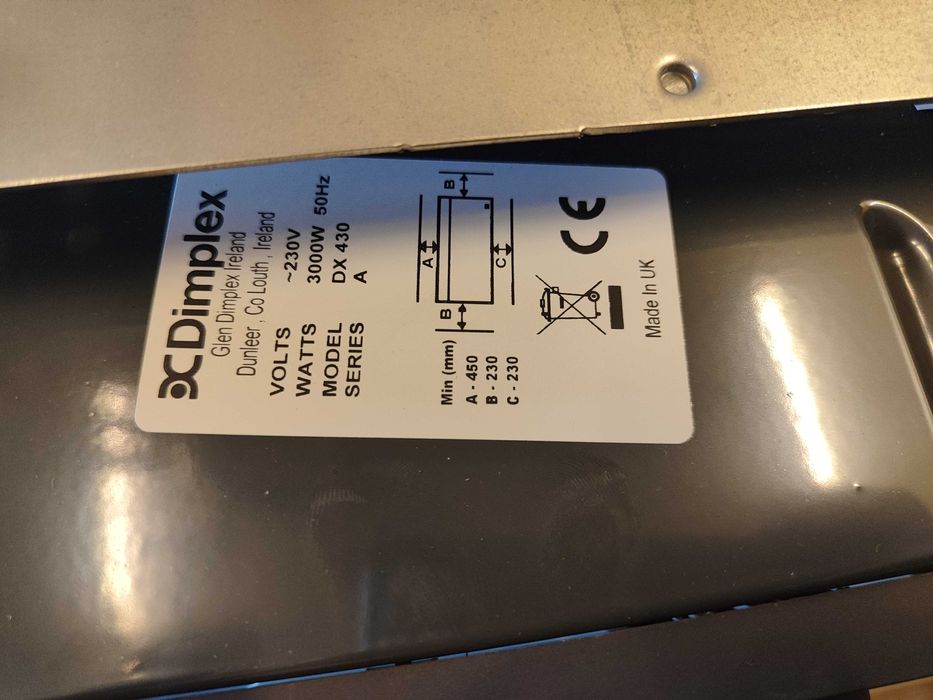 Dimplex
Glen Dimplex Ireland
Dunleer , Co Louth , Ireland
VOLTS ~230V
WATTS 3000W 50Hz
MODEL DX 430
SERIES A
B
A
C
B
Min (mm)
A - 450
B - 230
C - 230
CE
Made In UK